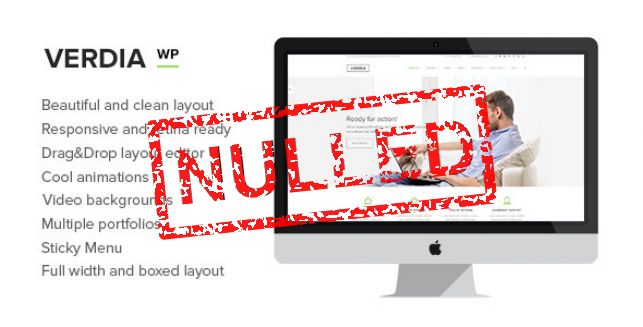 VERDIA WP
Beautiful and clean layout
Responsive and retina ready
Drag&Drop layout editor
Cool animations
Video backgrounds
Multiple portfolios
Sticky Menu
Full width and boxed layout
NULLED
VERDIA
Ready for action!